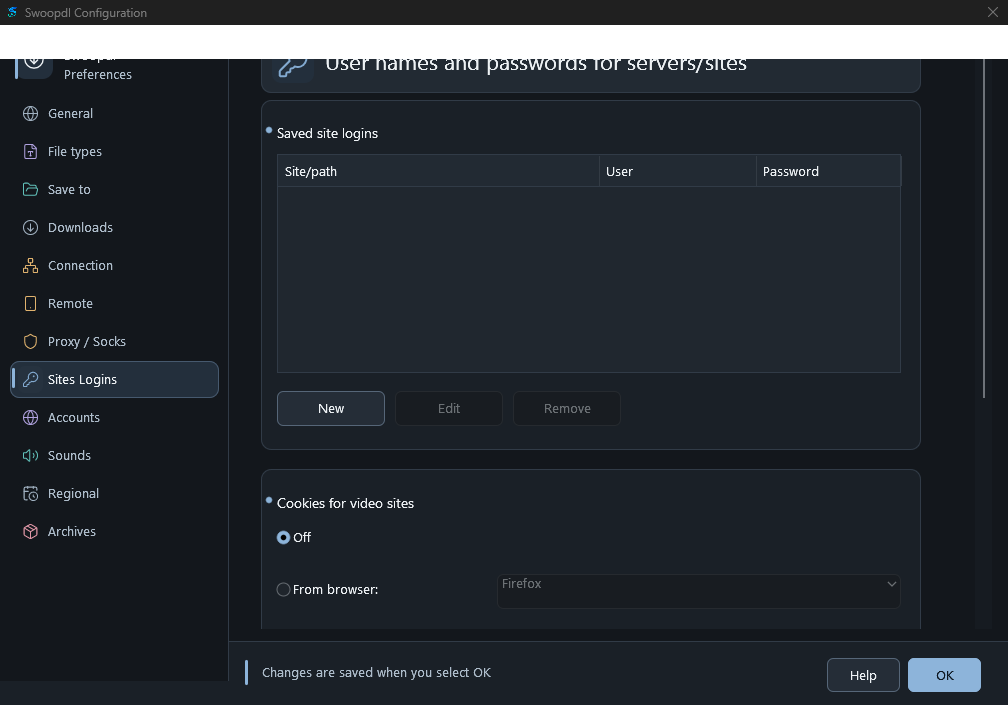 Swoopdl Configuration
Swoopdl
Preferences
General
File types
Save to
Downloads
Connection
Remote
Proxy / Socks
Sites Logins
Accounts
Sounds
Regional
Archives
User names and passwords for servers/sites
Saved site logins
Site/path User Password
New Edit Remove
Cookies for video sites
Off
From browser: Firefox
Changes are saved when you select OK
Help OK